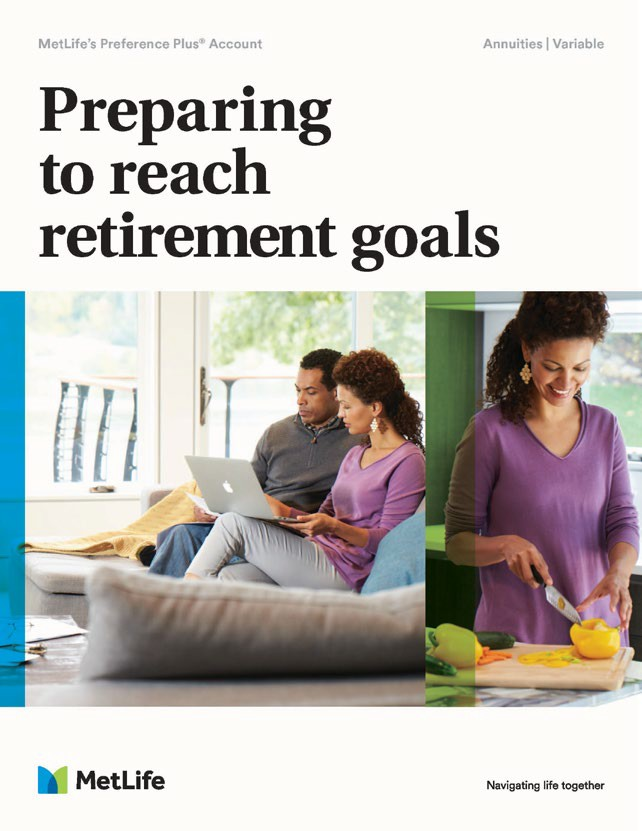 MetLife's Preference Plus® Account
Annuities | Variable
Preparing
to reach
retirement goals
MetLife
Navigating life together